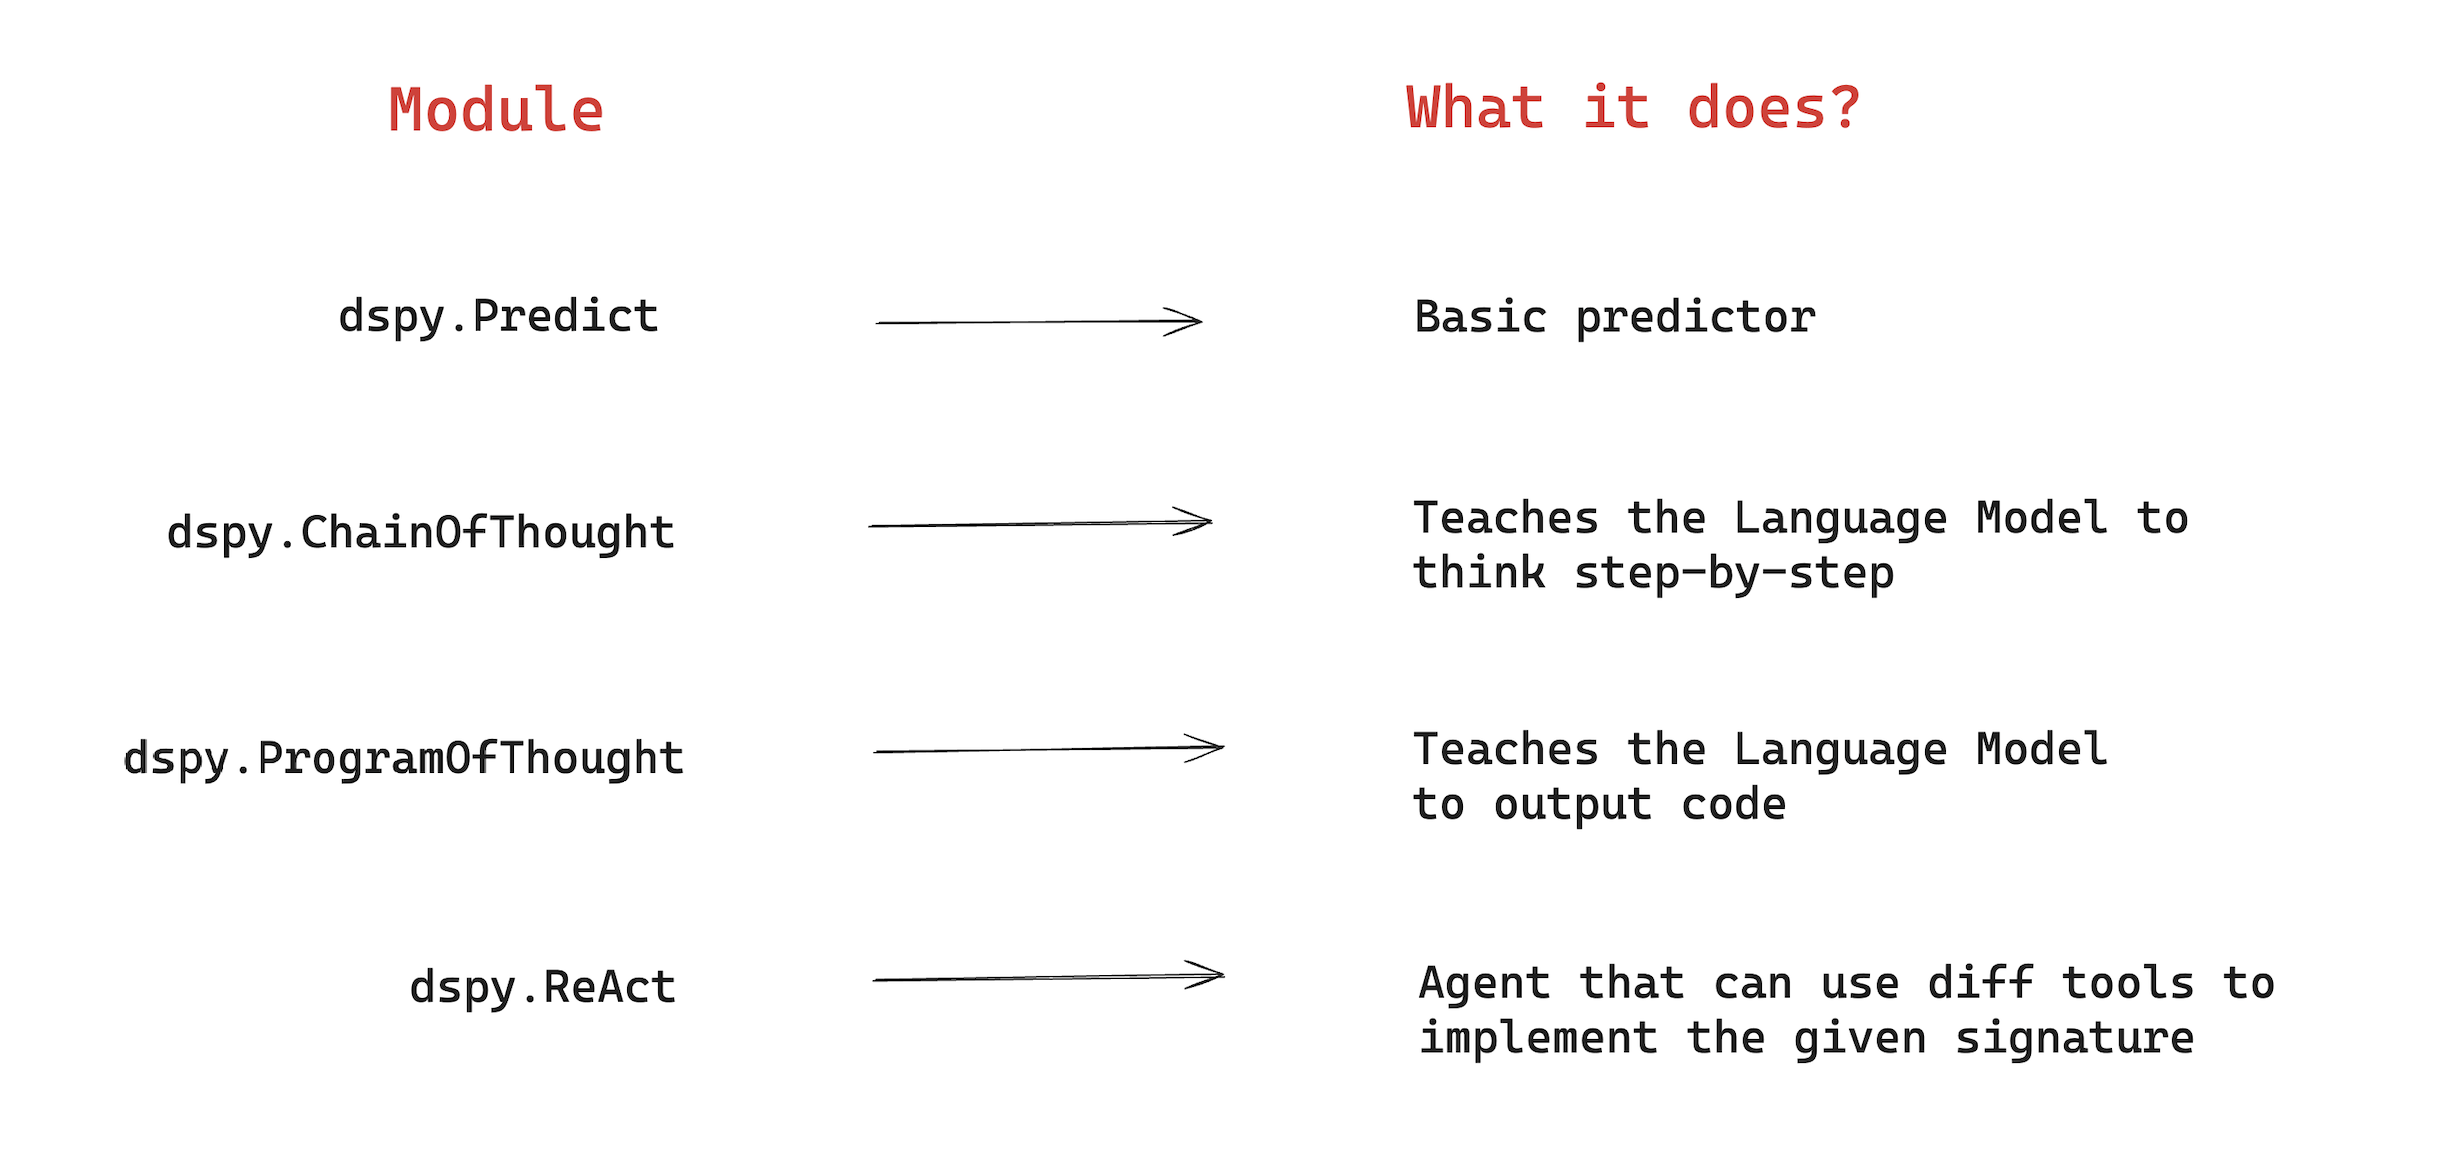 Module
What it does?
dspy.Predict
Basic predictor
dspy.ChainOfThought
Teaches the Language Model to
think step-by-step
dspy.ProgramOfThought
Teaches the Language Model
to output code
dspy.ReAct
Agent that can use diff tools to
implement the given signature